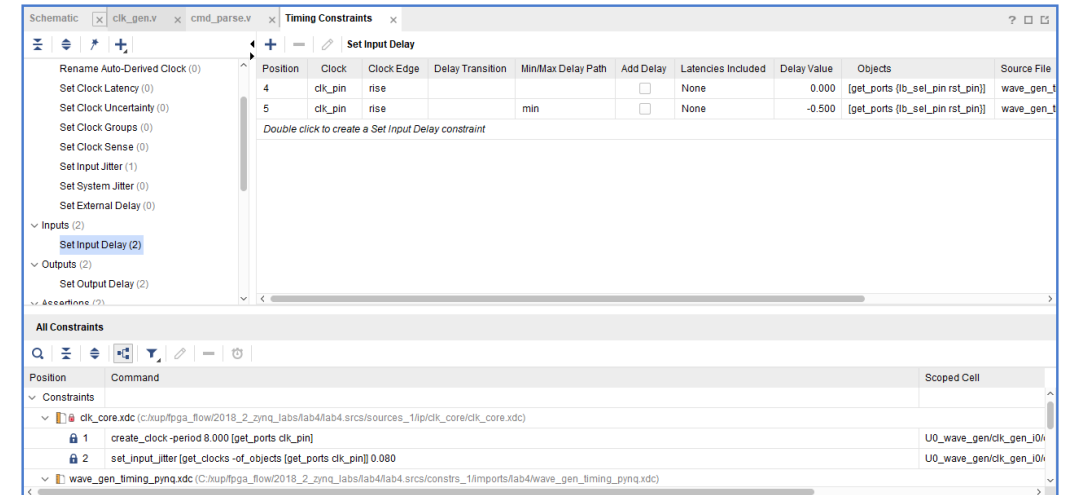 Schematic clk_gen.v cmd_parse.v Timing Constraints
Set Input Delay
Rename Auto-Derived Clock (0)
Set Clock Latency (0)
Set Clock Uncertainty (0)
Set Clock Groups (0)
Set Clock Sense (0)
Set Input Jitter (1)
Set System Jitter (0)
Set External Delay (0)
Inputs (2)
Set Input Delay (2)
Outputs (2)
Set Output Delay (2)
Assertions (2)
Position Clock Clock Edge Delay Transition Min/Max Delay Path Add Delay Latencies Included Delay Value Objects Source File
4 clk_pin rise None 0.000 [get_ports {lb_sel_pin rst_pin}] wave_gen_t
5 clk_pin rise min None -0.500 [get_ports {lb_sel_pin rst_pin}] wave_gen_t
Double click to create a Set Input Delay constraint
All Constraints
Position Command Scoped Cell
Constraints
clk_core.xdc (c:/xup/fpga_flow/2018_2_zynq_labs/lab4/lab4.srcs/sources_1/ip/clk_core/clk_core.xdc)
1 create_clock -period 8.000 [get_ports clk_pin] U0_wave_gen/clk_gen_i0/
2 set_input_jitter [get_clocks -of_objects [get_ports clk_pin]] 0.080 U0_wave_gen/clk_gen_i0/
wave_gen_timing_pynq.xdc (C:/xup/fpga_flow/2018_2_zynq_labs/lab4/lab4.srcs/constrs_1/imports/lab4/wave_gen_timing_pynq.xdc)